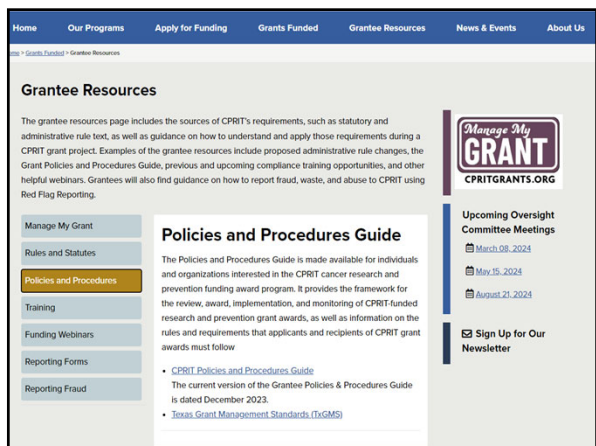 Home Our Programs Apply for Funding Grants Funded Grantee Resources News & Events About Us
> Grants Funded > Grantee Resources
Grantee Resources
The grantee resources page includes the sources of CPRIT's requirements, such as statutory and
administrative rule text, as well as guidance on how to understand and apply those requirements during a
CPRIT grant project. Examples of the grantee resources include proposed administrative rule changes, the
Grant Policies and Procedures Guide, previous and upcoming compliance training opportunities, and other
helpful webinars. Grantees will also find guidance on how to report fraud, waste, and abuse to CPRIT using
Red Flag Reporting.
Manage My Grant
Rules and Statutes
Policies and Procedures
Training
Funding Webinars
Reporting Forms
Reporting Fraud
Policies and Procedures Guide
The Policies and Procedures Guide is made available for individuals
and organizations interested in the CPRIT cancer research and
prevention funding award program. It provides the framework for
the review, award, implementation, and monitoring of CPRIT-funded
research and prevention grant awards, as well as information on the
rules and requirements that applicants and recipients of CPRIT grant
awards must follow
• CPRIT Policies and Procedures Guide
The current version of the Grantee Policies & Procedures Guide
is dated December 2023.
• Texas Grant Management Standards (TxGMS)
Manage My
GRANT
CPRITGRANTS.ORG
Upcoming Oversight
Committee Meetings
March 08, 2024
May 15, 2024
August 21, 2024
Sign Up for Our
Newsletter